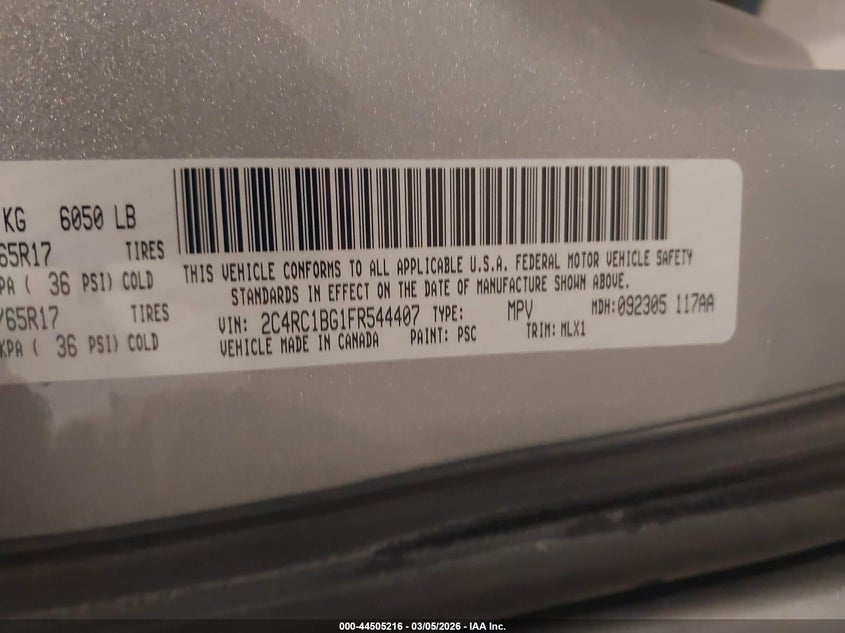 KG 6050 LB
65R17 TIRES
PA ( 36 PSI) COLD
/65R17 TIRES
KPA ( 36 PSI) COLD
THIS VEHICLE CONFORMS TO ALL APPLICABLE U.S.A. FEDERAL MOTOR VEHICLE SAFETY
STANDARDS IN EFFECT ON THE DATE OF MANUFACTURE SHOWN ABOVE.
VIN: 2C4RC1BG1FR544407 TYPE: MPV MDH: 092305 117AA
VEHICLE MADE IN CANADA PAINT: PSC TRIM: MLX1
000-44505216 - 03/05/2026 - IAA Inc.